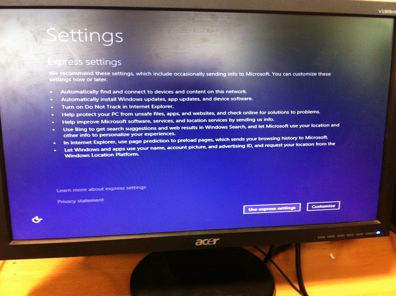 Settings
Express settings
We recommend these settings, which include occasionally sending info to Microsoft. You can customize these
settings now or later.
• Automatically find and connect to devices and content on this network.
• Automatically install Windows updates, app updates, and device software.
• Turn on Do Not Track in Internet Explorer.
• Help protect your PC from unsafe files, apps, and websites, and check online for solutions to problems.
• Help improve Microsoft software, services, and location services by sending us info.
• Use Bing to get search suggestions and web results in Windows Search, and let Microsoft use your location and
other info to personalize your experiences.
• In Internet Explorer, use page prediction to preload pages, which sends your browsing history to Microsoft.
• Let Windows and apps use your name, account picture, and advertising ID, and request your location from the
Windows Location Platform.
Learn more about express settings
Privacy statement
Use express settings
Customize
acer